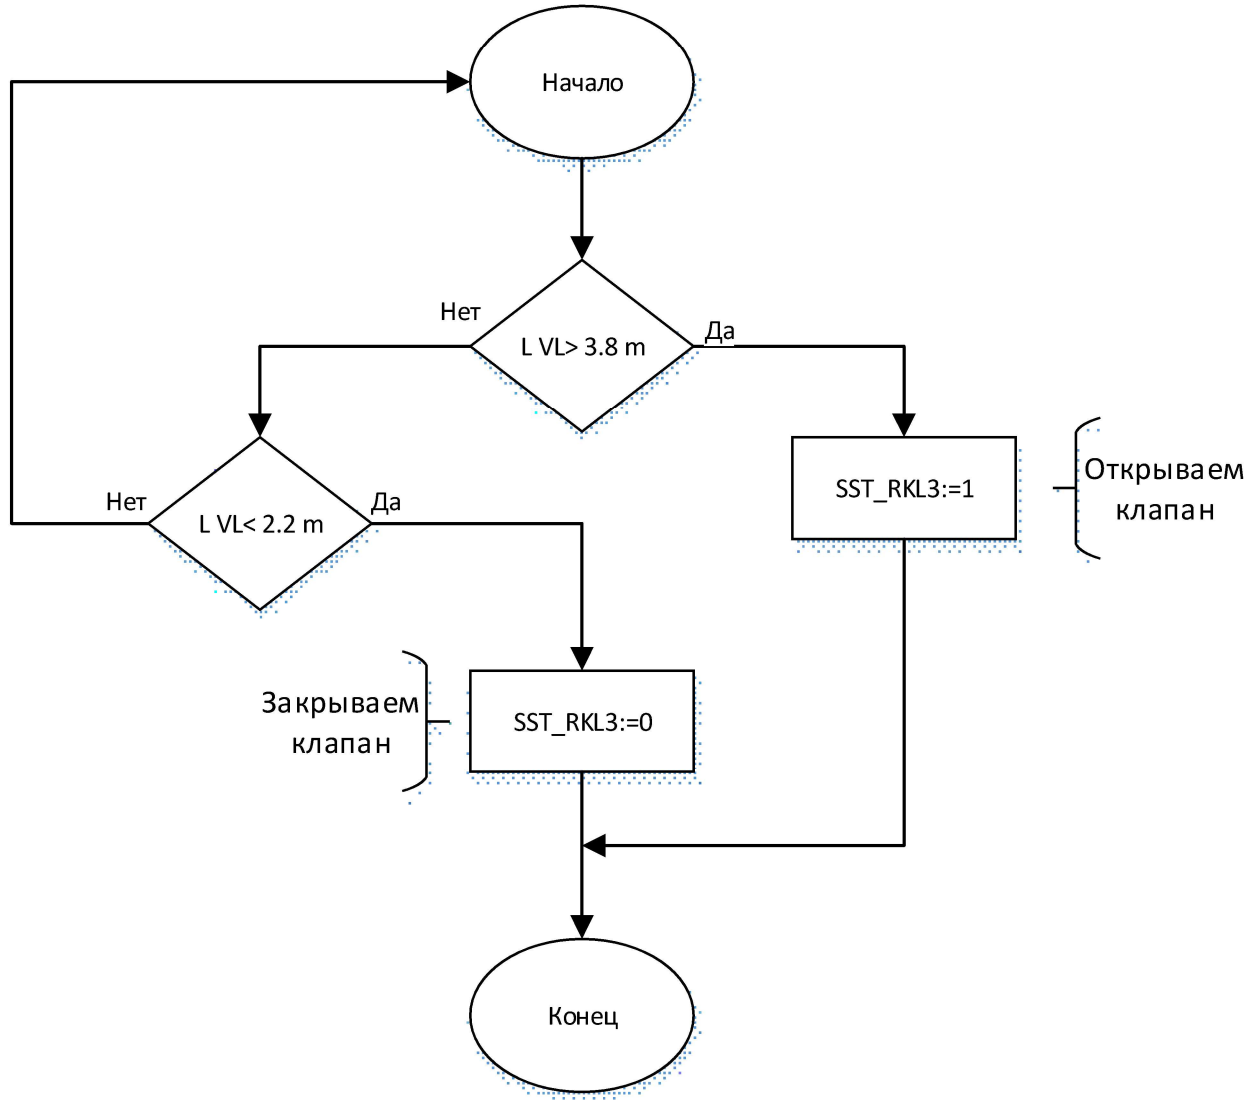 Начало
Нет
L VL> 3.8 m
Да
Нет
L VL< 2.2 m
Да
SST_RKL3:=1
Открываем
клапан
Закрываем
клапан
SST_RKL3:=0
Конец